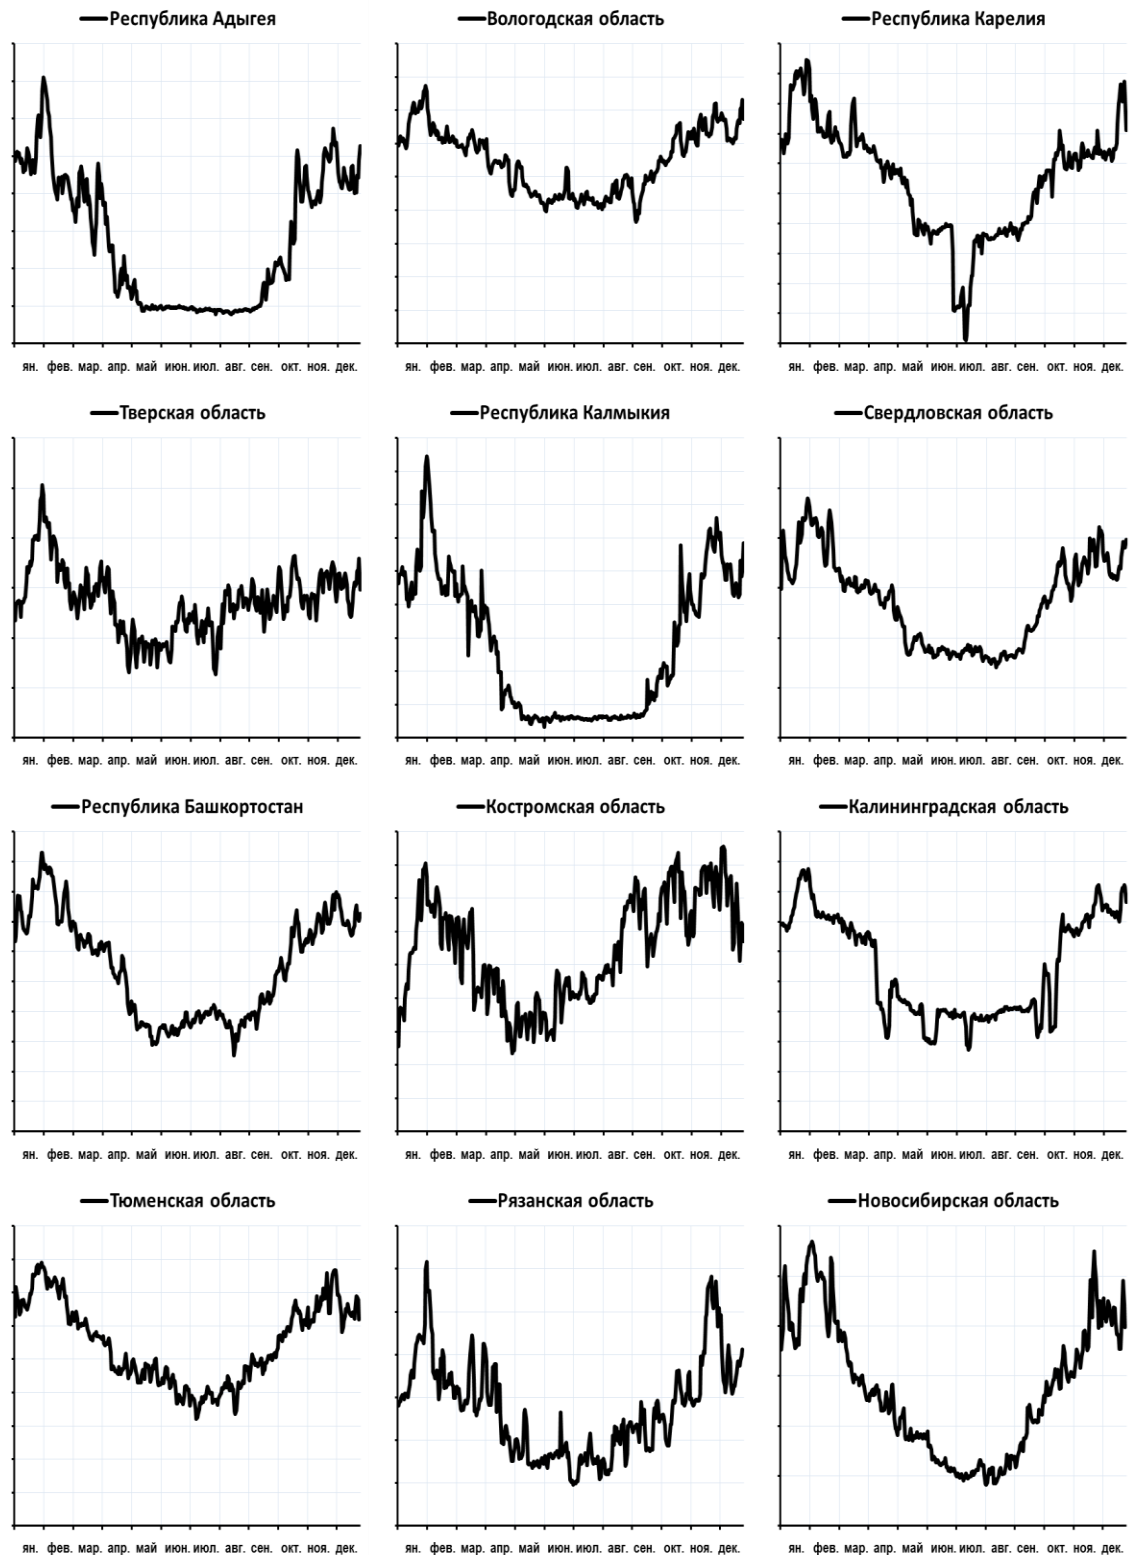 Республика Адыгея
Вологодская область
Республика Карелия
ян. фев. мар. апр. май июн. июл. авг. сен. окт. ноя. дек.
ян. фев. мар. апр. май июн. июл. авг. сен. окт. ноя. дек.
ян. фев. мар. апр. май июн. июл. авг. сен. окт. ноя. дек.
Тверская область
Республика Калмыкия
Свердловская область
ян. фев. мар. апр. май июн. июл. авг. сен. окт. ноя. дек.
ян. фев. мар. апр. май июн. июл. авг. сен. окт. ноя. дек.
ян. фев. мар. апр. май июн. июл. авг. сен. окт. ноя. дек.
Республика Башкортостан
Костромская область
Калининградская область
ян. фев. мар. апр. май июн. июл. авг. сен. окт. ноя. дек.
ян. фев. мар. апр. май июн. июл. авг. сен. окт. ноя. дек.
ян. фев. мар. апр. май июн. июл. авг. сен. окт. ноя. дек.
Тюменская область
Рязанская область
Новосибирская область
ян. фев. мар. апр. май июн. июл. авг. сен. окт. ноя. дек.
ян. фев. мар. апр. май июн. июл. авг. сен. окт. ноя. дек.
ян. фев. мар. апр. май июн. июл. авг. сен. окт. ноя. дек.